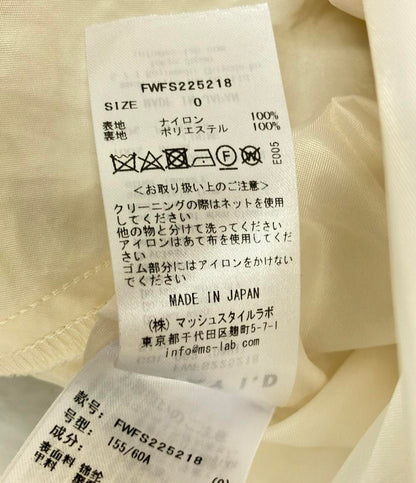 FWFS225218
SIZE 0
表地 ナイロン 100%
裏地 ポリエステル 100%
E005
<お取り扱い上のご注意>
クリーニングの際はネットを使用
してください
他の物と分けて洗ってください
アイロンはあて布を使用してくださ
い
ゴム部分にはアイロンをかけない
でください
MADE IN JAPAN
(株) マッシュスタイルラボ
東京都千代田区麹町5-7-1
info@ms-lab.com
款号: FWFS225218
号型: 155/60A
成分:
表面料 锦纶
里料